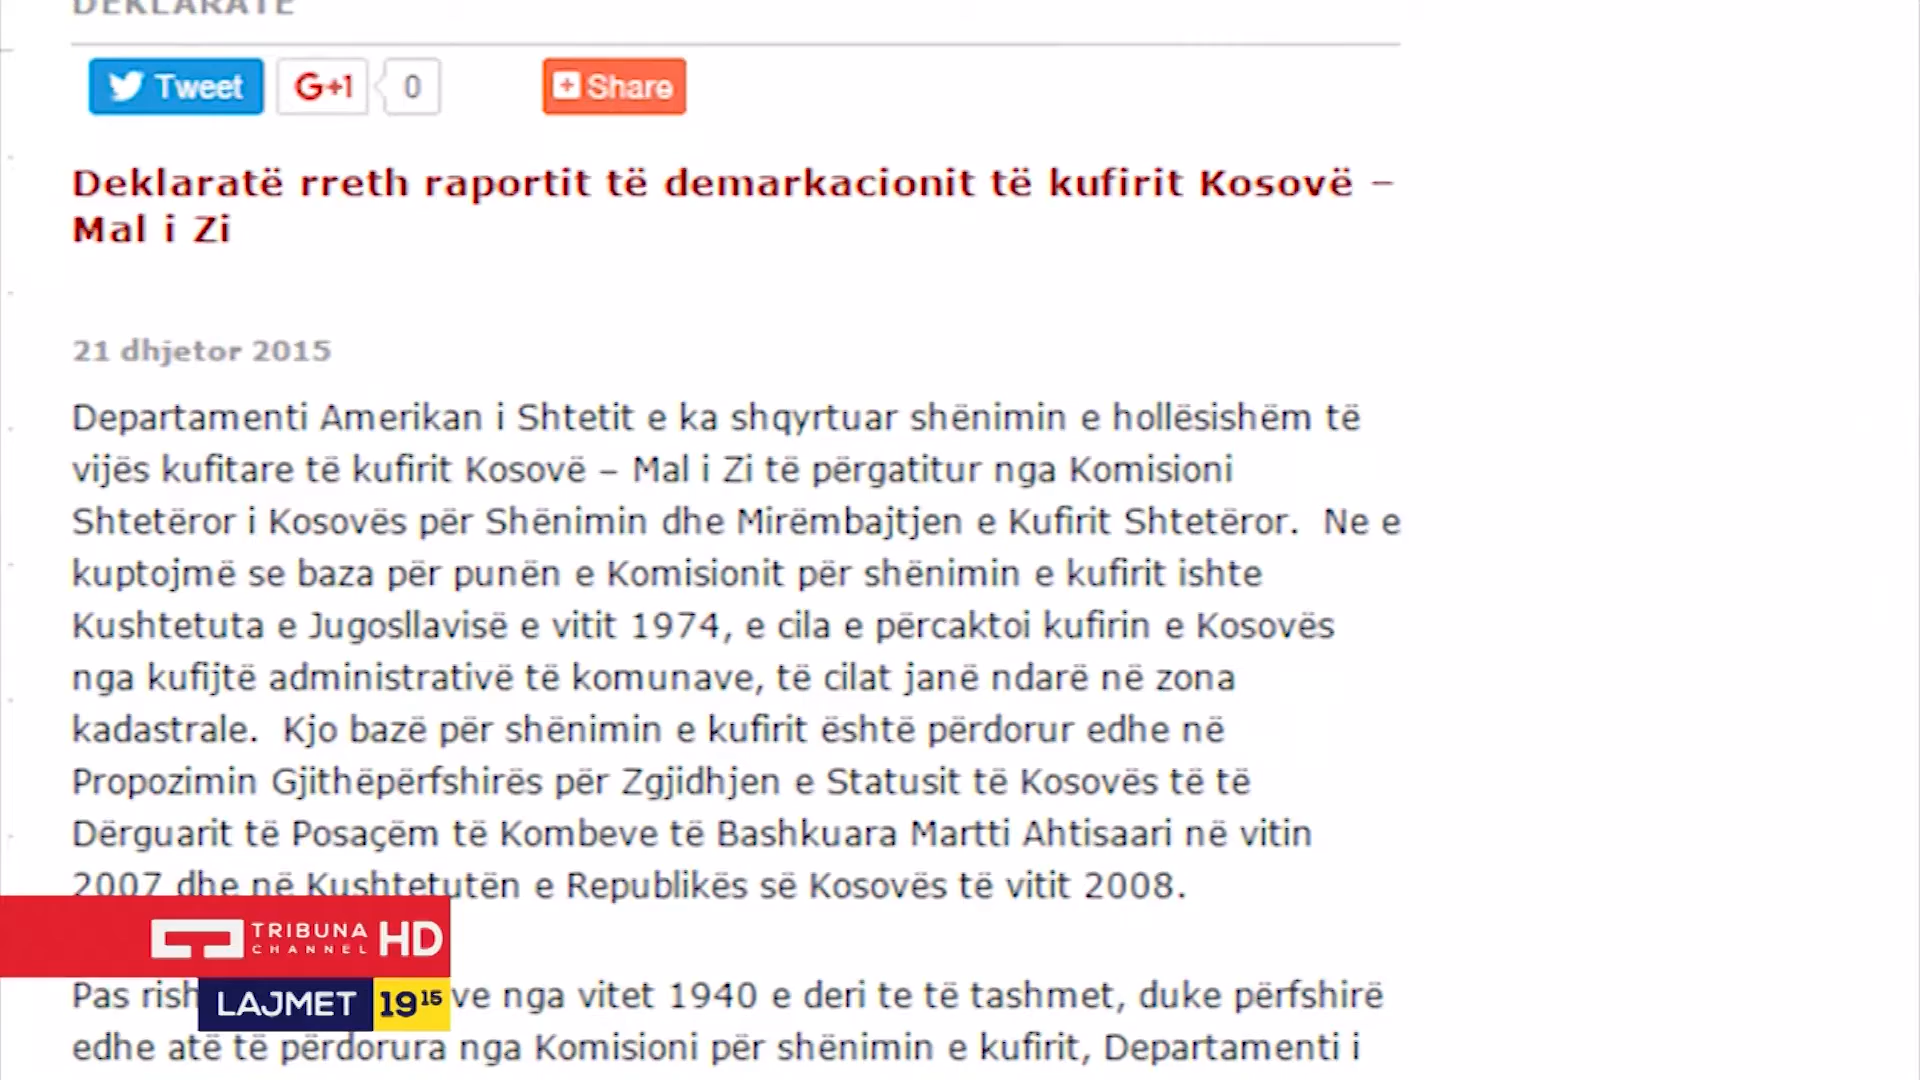 DEKLARATË
Tweet G+1 0 Share
Deklaratë rreth raportit të demarkacionit të kufirit Kosovë –
Mal i Zi
21 dhjetor 2015
Departamenti Amerikan i Shtetit e ka shqyrtuar shënimin e hollësishëm të
vijës kufitare të kufirit Kosovë – Mal i Zi të përgatitur nga Komisioni
Shtetëror i Kosovës për Shënimin dhe Mirëmbajtjen e Kufirit Shtetëror. Ne e
kuptojmë se baza për punën e Komisionit për shënimin e kufirit ishte
Kushtetuta e Jugosllavisë e vitit 1974, e cila e përcaktoi kufirin e Kosovës
nga kufijtë administrativë të komunave, të cilat janë ndarë në zona
kadastrale. Kjo bazë për shënimin e kufirit është përdorur edhe në
Propozimin Gjithëpërfshirës për Zgjidhjen e Statusit të Kosovës të të
Dërguarit të Posaçëm të Kombeve të Bashkuara Martti Ahtisaari në vitin
2007 dhe në Kushtetutën e Republikës së Kosovës të vitit 2008.
TRIBUNA CHANNEL HD
Pas rish
LAJMET 19 15
ve nga vitet 1940 e deri te të tashmet, duke përfshirë
edhe atë të përdorura nga Komisioni për shënimin e kufirit, Departamenti i